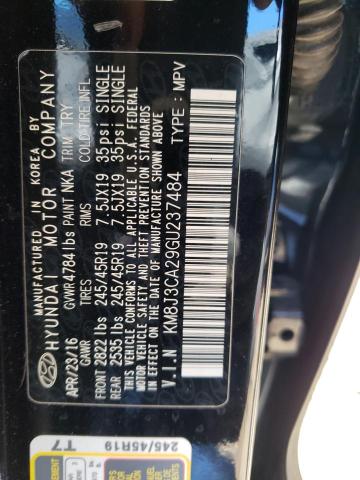 MANUFACTURED IN KOREA BY
HYUNDAI MOTOR COMPANY
APR/23/16 GVWR4784 lbs PAINT NKA TRIM TRY
GAWR TIRES RIMS COLD TIRE INFL
FRONT 2822 lbs 245/45R19 7.5JX19 35psi SINGLE
REAR 2535 lbs 245/45R19 7.5JX19 35psi SINGLE
THIS VEHICLE CONFORMS TO ALL APPLICABLE U.S.A. FEDERAL
MOTOR VEHICLE SAFETY, BUMPER, AND THEFT PREVENTION STANDARDS
IN EFFECT ON THE DATE OF MANUFACTURE SHOWN ABOVE.
V.I.N KM8J3CA29GU237484 TYPE : MPV
T7
245/45R19